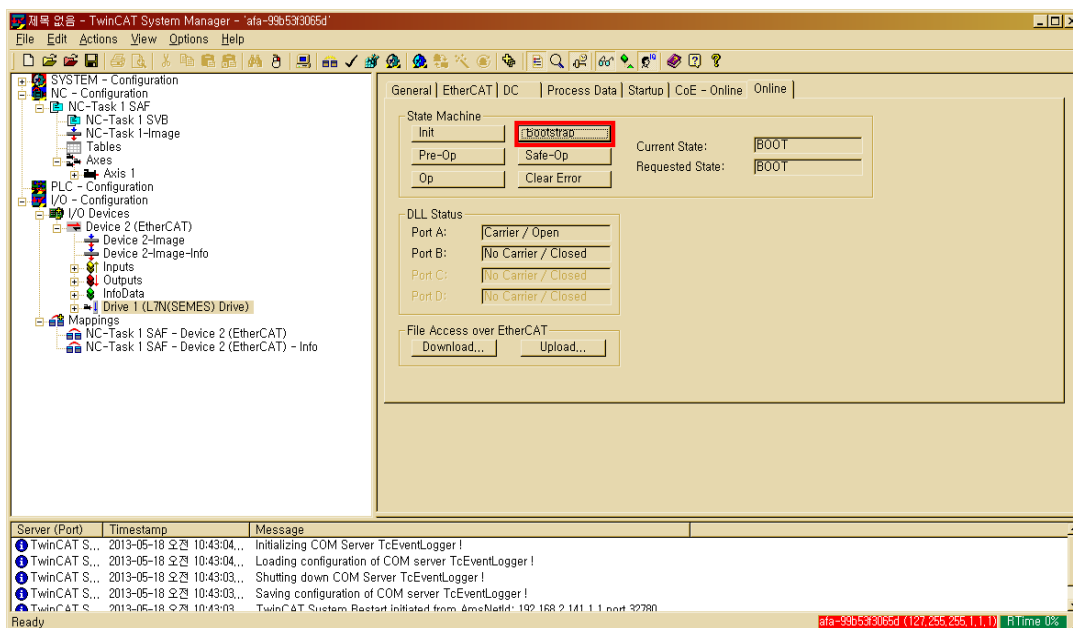 제목 없음 - TwinCAT System Manager - 'afa-99b53f3065d'
File Edit Actions View Options Help
SYSTEM - Configuration
NC - Configuration
NC-Task 1 SAF
NC-Task 1 SVB
NC-Task 1-Image
Tables
Axes
Axis 1
PLC - Configuration
I/O - Configuration
I/O Devices
Device 2 (EtherCAT)
Device 2-Image
Device 2-Image-Info
Inputs
Outputs
InfoData
Drive 1 (L7N(SEMES) Drive)
Mappings
NC-Task 1 SAF - Device 2 (EtherCAT)
NC-Task 1 SAF - Device 2 (EtherCAT) - Info
General EtherCAT DC Process Data Startup CoE - Online Online
State Machine
Init Bootstrap
Pre-Op Safe-Op
Op Clear Error
Current State: BOOT
Requested State: BOOT
DLL Status
Port A: Carrier / Open
Port B: No Carrier / Closed
Port C: No Carrier / Closed
Port D: No Carrier / Closed
File Access over EtherCAT
Download... Upload...
Server (Port) Timestamp Message
TwinCAT S... 2013-05-18 오전 10:43:04... Initializing COM Server TcEventLogger !
TwinCAT S... 2013-05-18 오전 10:43:04... Loading configuration of COM server TcEventLogger !
TwinCAT S... 2013-05-18 오전 10:43:03... Shutting down COM Server TcEventLogger !
TwinCAT S... 2013-05-18 오전 10:43:03... Saving configuration of COM server TcEventLogger !
TwinCAT S... 2013-05-18 오전 10:43:03... TwinCAT System Restart initiated from AmsNetId: 192.168.2.141.1.1 port 32780
Ready afa-99b53f3065d (127,255,255,1,1,1) RTime 0%